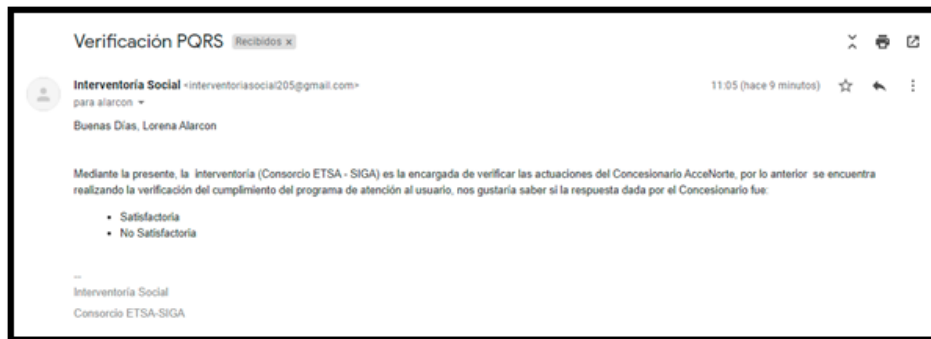 Verificación PQRS Recibidos x
Interventoría Social <interventoriasocial205@gmail.com> 11:05 (hace 9 minutos)
para alarcon
Buenas Días, Lorena Alarcon
Mediante la presente, la interventoría (Consorcio ETSA - SIGA) es la encargada de verificar las actuaciones del Concesionario AcceNorte, por lo anterior se encuentra
realizando la verificación del cumplimiento del programa de atención al usuario, nos gustaría saber si la respuesta dada por el Concesionario fue:
• Satisfactoria
• No Satisfactoria
--
Interventoría Social
Consorcio ETSA-SIGA